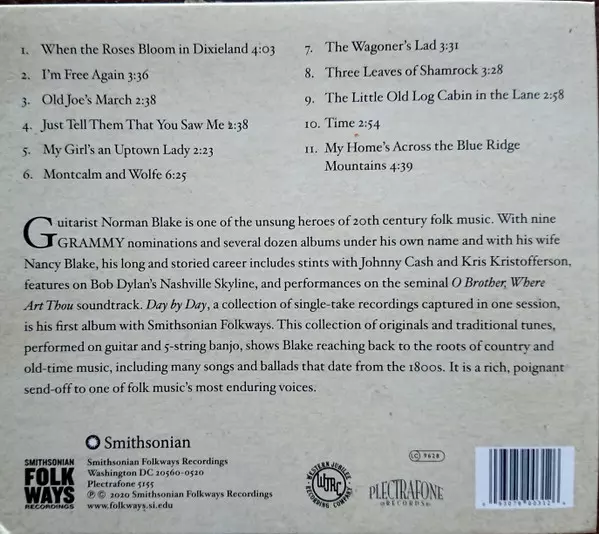 1. When the Roses Bloom in Dixieland 4:03
2. I'm Free Again 3:36
3. Old Joe's March 2:38
4. Just Tell Them That You Saw Me 2:38
5. My Girl's an Uptown Lady 2:23
6. Montcalm and Wolfe 6:25
7. The Wagoner's Lad 3:31
8. Three Leaves of Shamrock 3:28
9. The Little Old Log Cabin in the Lane 2:58
10. Time 2:54
11. My Home's Across the Blue Ridge
Mountains 4:39
Guitarist Norman Blake is one of the unsung heroes of 20th century folk music. With nine
GRAMMY nominations and several dozen albums under his own name and with his wife
Nancy Blake, his long and storied career includes stints with Johnny Cash and Kris Kristofferson,
features on Bob Dylan's Nashville Skyline, and performances on the seminal O Brother, Where
Art Thou soundtrack. Day by Day, a collection of single-take recordings captured in one session,
is his first album with Smithsonian Folkways. This collection of originals and traditional tunes,
performed on guitar and 5-string banjo, shows Blake reaching back to the roots of country and
old-time music, including many songs and ballads that date from the 1800s. It is a rich, poignant
send-off to one of folk music's most enduring voices.
Smithsonian
SMITHSONIAN
FOLK
WAYS
RECORDINGS
Smithsonian Folkways Recordings
Washington DC 20560-0520
Plectrafone 5155
℗ © 2020 Smithsonian Folkways Recordings
www.folkways.si.edu
WESTERN JUBILEE
WJRC
RECORDING COMPANY
PLECTRAFONE
RECORDS
LC 9628